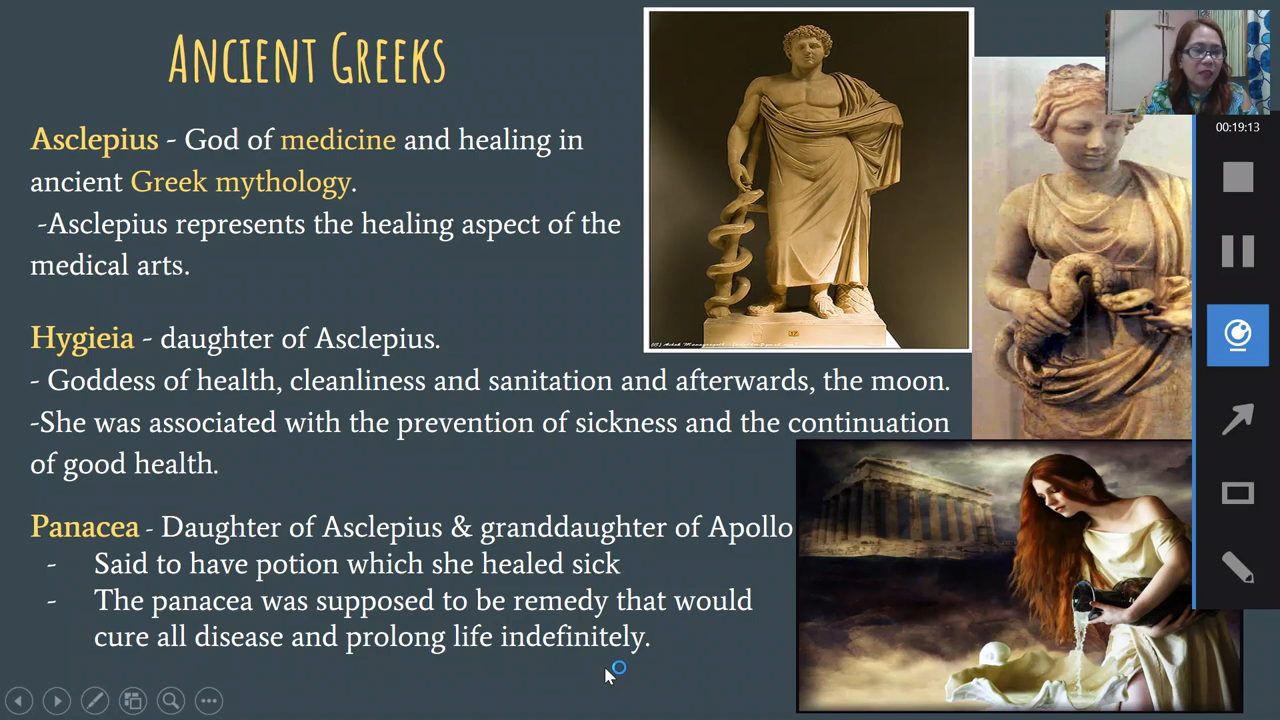 ANCIENT GREEKS
Asclepius - God of medicine and healing in
ancient Greek mythology.
-Asclepius represents the healing aspect of the
medical arts.
Hygieia - daughter of Asclepius.
- Goddess of health, cleanliness and sanitation and afterwards, the moon.
-She was associated with the prevention of sickness and the continuation
of good health.
Panacea - Daughter of Asclepius & granddaughter of Apollo
- Said to have potion which she healed sick
- The panacea was supposed to be remedy that would
cure all disease and prolong life indefinitely.
00:19:13